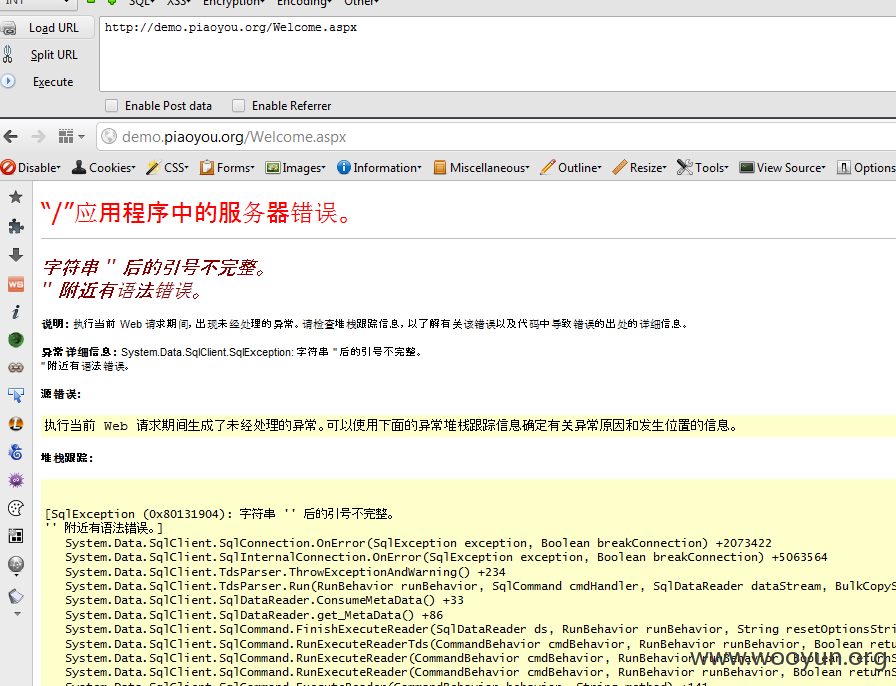 INT SQL▾ XSS▾ Encryption▾ Encoding▾ Other▾
Load URL
http://demo.piaoyou.org/Welcome.aspx
Split URL
Execute
Enable Post data Enable Referrer
demo.piaoyou.org/Welcome.aspx
Disable▾ Cookies▾ CSS▾ Forms▾ Images▾ Information▾ Miscellaneous▾ Outline▾ Resize▾ Tools▾ View Source▾ Options
“/”应用程序中的服务器错误。
字符串 '' 后的引号不完整。
'' 附近有语法错误。
说明: 执行当前 Web 请求期间，出现未经处理的异常。请检查堆栈跟踪信息，以了解有关该错误以及代码中导致错误的出处的详细信息。
异常详细信息: System.Data.SqlClient.SqlException: 字符串 '' 后的引号不完整。
'' 附近有语法错误。
源错误:
执行当前 Web 请求期间生成了未经处理的异常。可以使用下面的异常堆栈跟踪信息确定有关异常原因和发生位置的信息。
堆栈跟踪:
[SqlException (0x80131904): 字符串 '' 后的引号不完整。
'' 附近有语法错误。]
System.Data.SqlClient.SqlConnection.OnError(SqlException exception, Boolean breakConnection) +2073422
System.Data.SqlClient.SqlInternalConnection.OnError(SqlException exception, Boolean breakConnection) +5063564
System.Data.SqlClient.TdsParser.ThrowExceptionAndWarning() +234
System.Data.SqlClient.TdsParser.Run(RunBehavior runBehavior, SqlCommand cmdHandler, SqlDataReader dataStream, BulkCopyS
System.Data.SqlClient.SqlDataReader.ConsumeMetaData() +33
System.Data.SqlClient.SqlDataReader.get_MetaData() +86
System.Data.SqlClient.SqlCommand.FinishExecuteReader(SqlDataReader ds, RunBehavior runBehavior, String resetOptionsStri
System.Data.SqlClient.SqlCommand.RunExecuteReaderTds(CommandBehavior cmdBehavior, RunBehavior runBehavior, Boolean retu
System.Data.SqlClient.SqlCommand.RunExecuteReader(CommandBehavior cmdBehavior, RunBehavior
System.Data.SqlClient.SqlCommand.RunExecuteReader(CommandBehavior cmdBehavior, RunBehavior runBehavior, Boolean return
www.wooyun.org